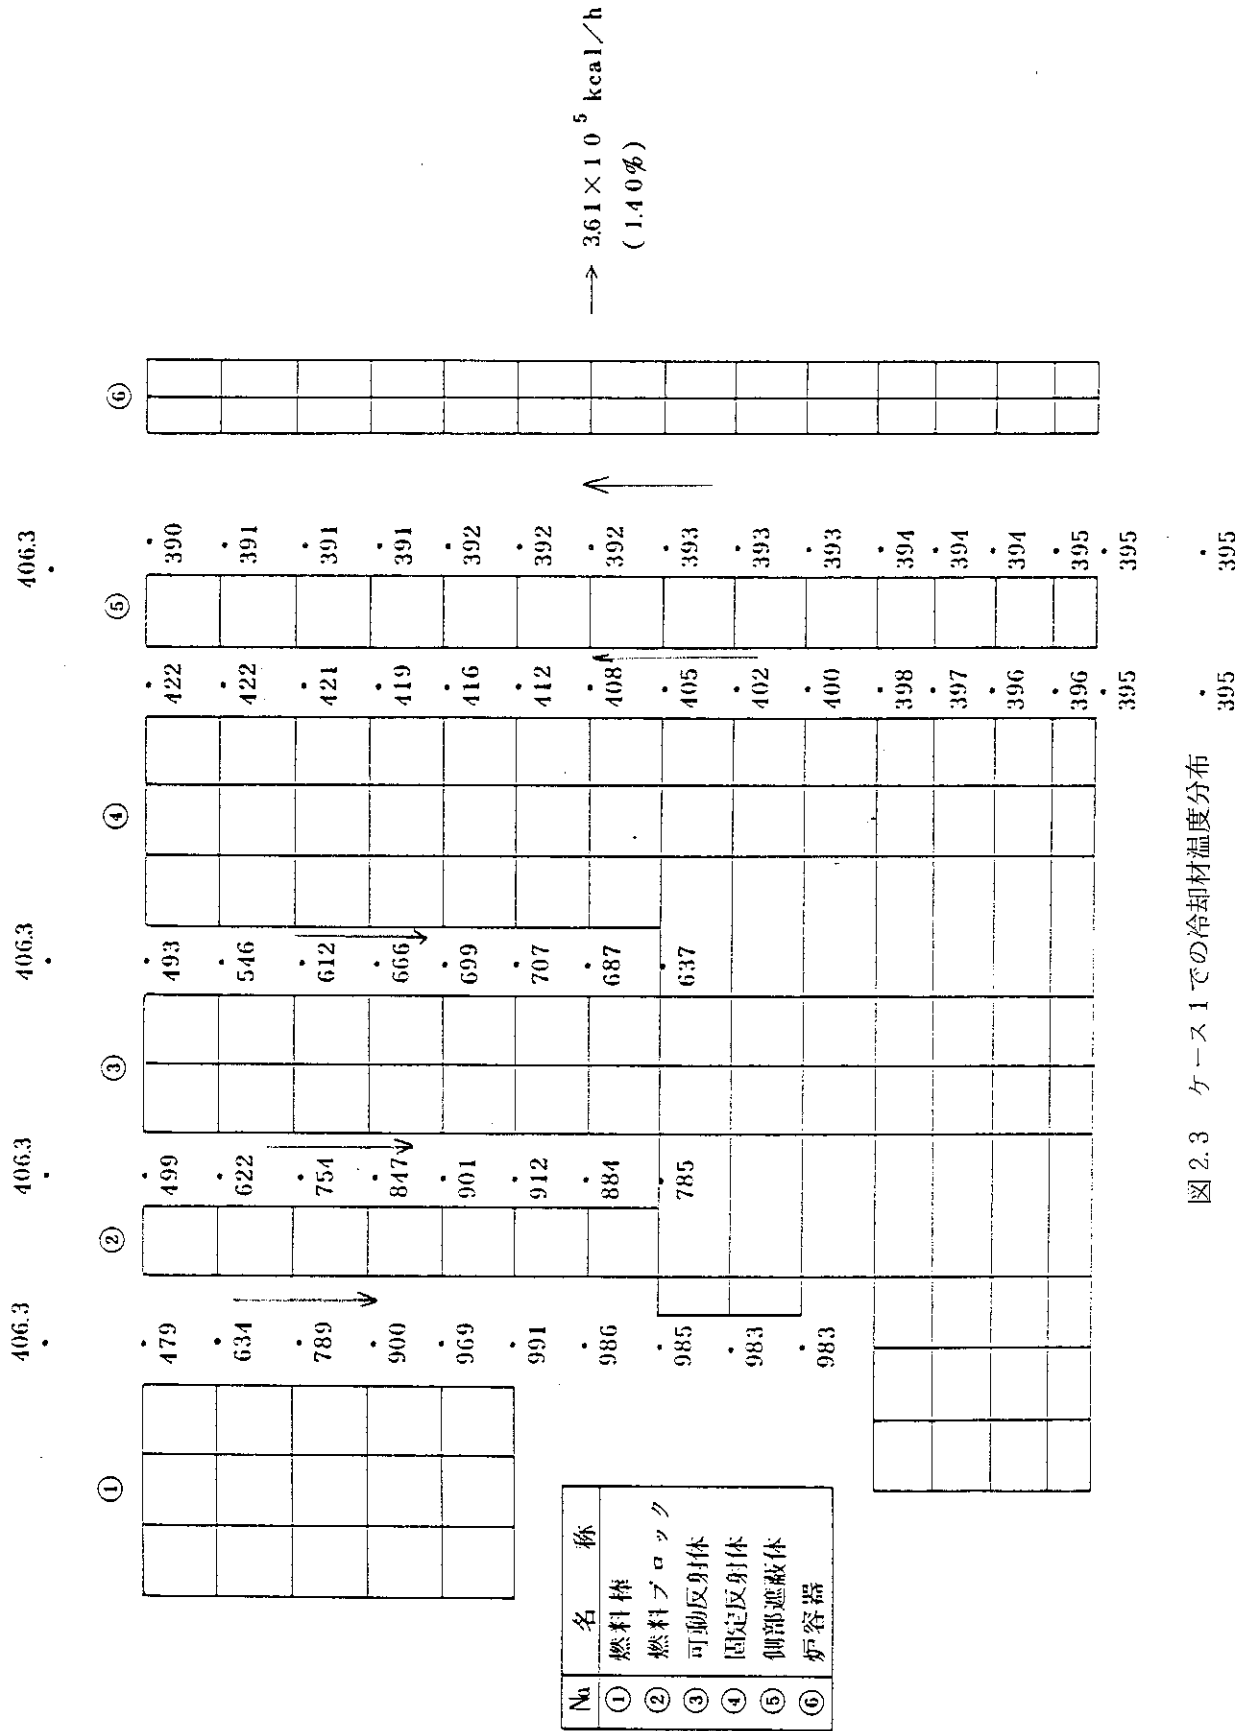 406.3 406.3 406.3 406.3
① ② ③ ④ ⑤ ⑥
479 499 493 422 390
634 622 546 422 391
789 754 612 421 391
900 847 666 419 391
969 901 699 416 392
991 912 707 412 392
986 884 687 408 392
985 785 637 405 393
983 402 393
983 400 393
398 394
397 394
396 394
396 395
395 395
395 395
→ 3.61×10⁵ kcal/h
(1.40%)
No. 名称
① 燃料棒
② 燃料ブロック
③ 可動反射体
④ 固定反射体
⑤ 側部遮蔽体
⑥ 炉容器
図2.3 ケース1での冷却材温度分布